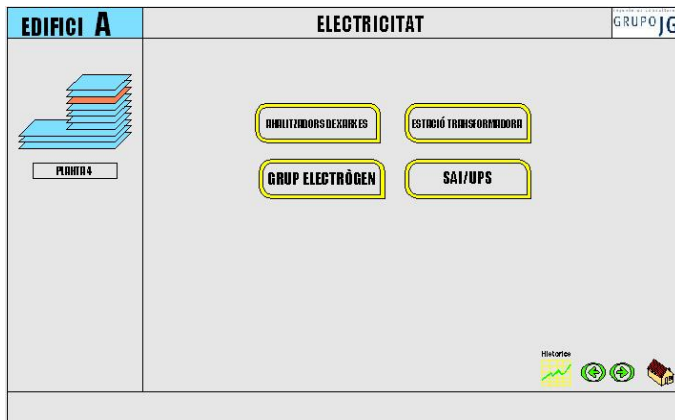 EDIFICI A
ELECTRICITAT
GRUPO JG
PLANTA 4
ANALITZADORS DE XARXES
ESTACIÓ TRANSFORMADORA
GRUP ELECTRÒGEN
SAI/UPS
Historics